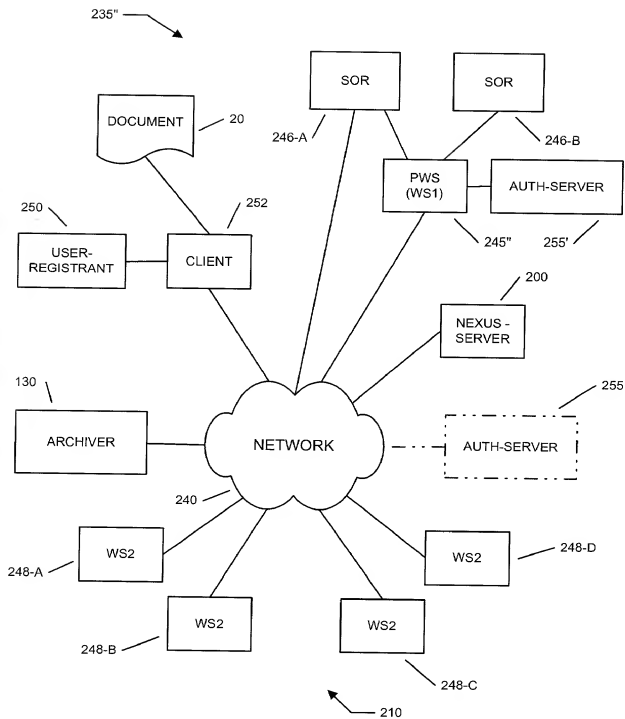 235"
SOR
SOR
DOCUMENT
20
246-A
246-B
PWS
(WS1)
AUTH-SERVER
250
252
245"
255'
USER-
REGISTRANT
CLIENT
200
NEXUS -
SERVER
130
255
ARCHIVER
NETWORK
AUTH-SERVER
240
WS2
248-A
WS2
248-D
WS2
248-B
WS2
248-C
210